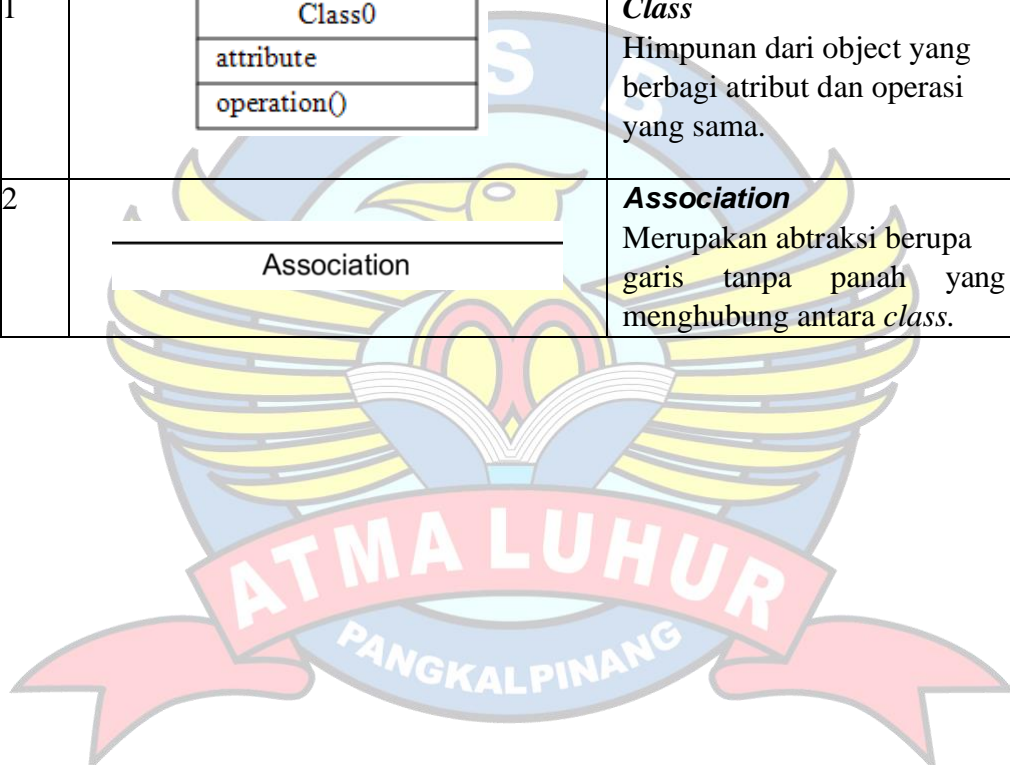 1
Class0
attribute
operation()
Class
Himpunan dari object yang
berbagi atribut dan operasi
yang sama.
2
Association
Association
Merupakan abtraksi berupa
garis tanpa panah yang
menghubung antara class.
S B
ATMA LUHUR
PANGKALPINANG